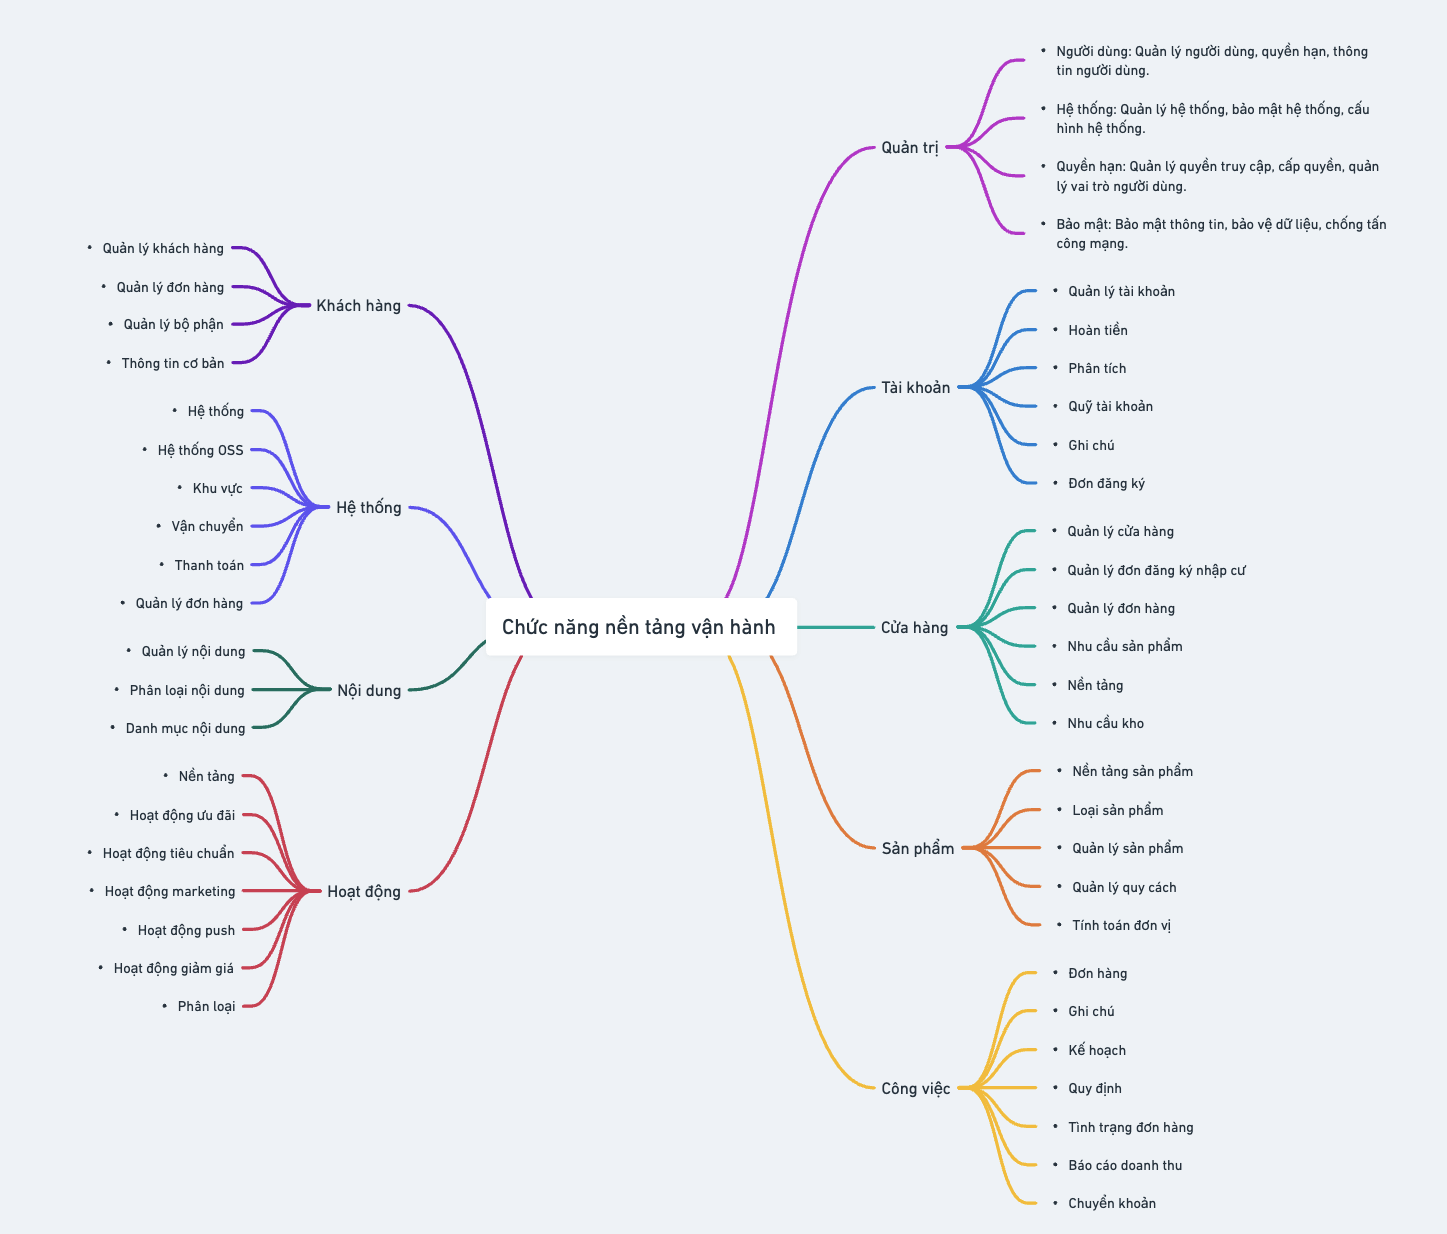 Chức năng nền tảng vận hành
Quản trị
• Người dùng: Quản lý người dùng, quyền hạn, thông
tin người dùng.
• Hệ thống: Quản lý hệ thống, bảo mật hệ thống, cấu
hình hệ thống.
• Quyền hạn: Quản lý quyền truy cập, cấp quyền, quản
lý vai trò người dùng.
• Bảo mật: Bảo mật thông tin, bảo vệ dữ liệu, chống tấn
công mạng.
Tài khoản
• Quản lý tài khoản
• Hoàn tiền
• Phân tích
• Quỹ tài khoản
• Ghi chú
• Đơn đăng ký
Cửa hàng
• Quản lý cửa hàng
• Quản lý đơn đăng ký nhập cư
• Quản lý đơn hàng
• Nhu cầu sản phẩm
• Nền tảng
• Nhu cầu kho
Sản phẩm
• Nền tảng sản phẩm
• Loại sản phẩm
• Quản lý sản phẩm
• Quản lý quy cách
• Tính toán đơn vị
Công việc
• Đơn hàng
• Ghi chú
• Kế hoạch
• Quy định
• Tình trạng đơn hàng
• Báo cáo doanh thu
• Chuyển khoản
Khách hàng
• Quản lý khách hàng
• Quản lý đơn hàng
• Quản lý bộ phận
• Thông tin cơ bản
Hệ thống
• Hệ thống
• Hệ thống OSS
• Khu vực
• Vận chuyển
• Thanh toán
• Quản lý đơn hàng
Nội dung
• Quản lý nội dung
• Phân loại nội dung
• Danh mục nội dung
Hoạt động
• Nền tảng
• Hoạt động ưu đãi
• Hoạt động tiêu chuẩn
• Hoạt động marketing
• Hoạt động push
• Hoạt động giảm giá
• Phân loại